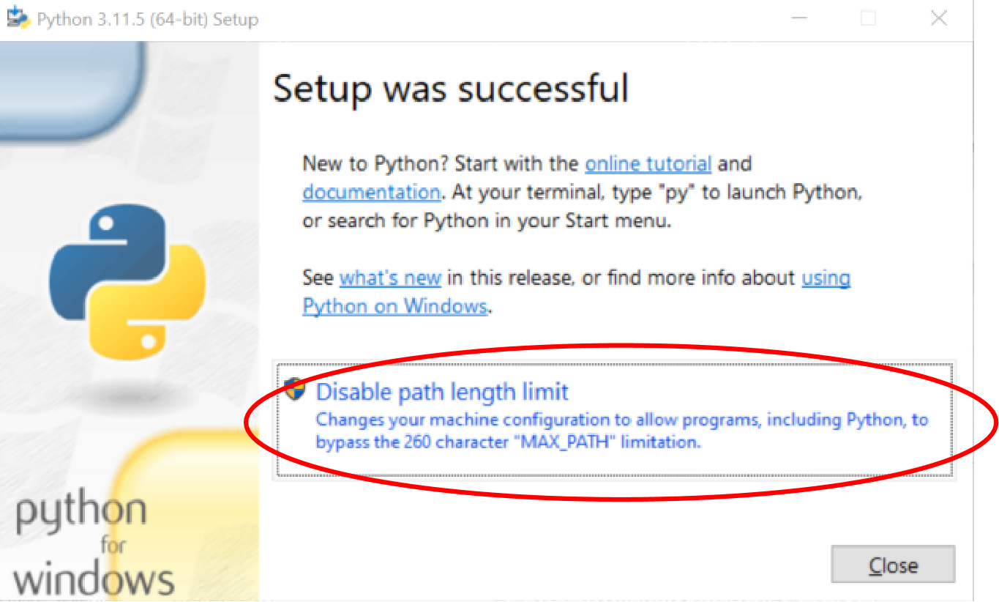 Python 3.11.5 (64-bit) Setup
Setup was successful
New to Python? Start with the online tutorial and
documentation. At your terminal, type "py" to launch Python,
or search for Python in your Start menu.
See what's new in this release, or find more info about using
Python on Windows.
Disable path length limit
Changes your machine configuration to allow programs, including Python, to
bypass the 260 character "MAX_PATH" limitation.
python
for
windows
Close